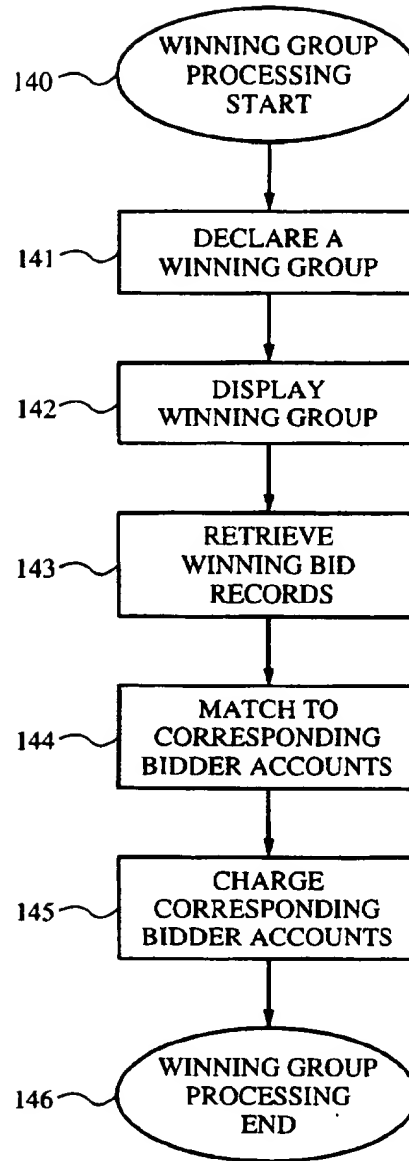 WINNING GROUP
PROCESSING
START
140
DECLARE A
WINNING GROUP
141
DISPLAY
WINNING GROUP
142
RETRIEVE
WINNING BID
RECORDS
143
MATCH TO
CORRESPONDING
BIDDER ACCOUNTS
144
CHARGE
CORRESPONDING
BIDDER ACCOUNTS
145
WINNING GROUP
PROCESSING
END
146